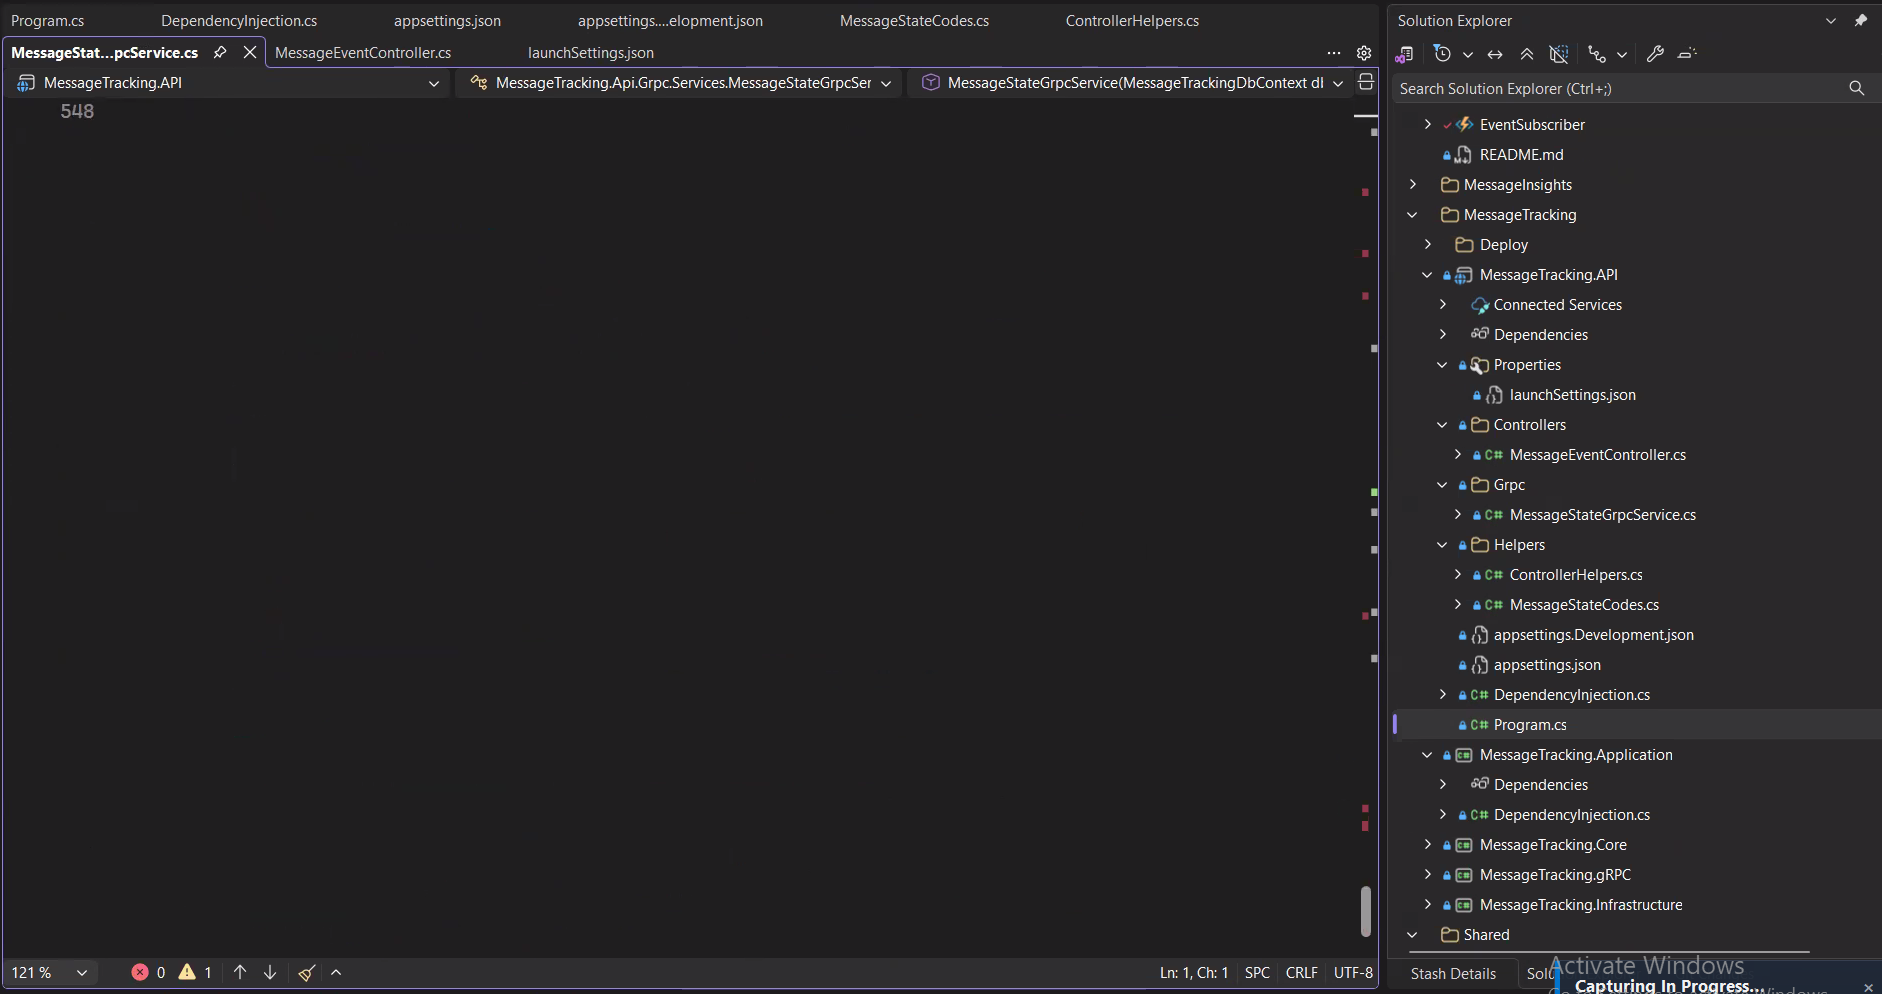 Program.cs
DependencyInjection.cs
appsettings.json
appsettings....elopment.json
MessageStateCodes.cs
ControllerHelpers.cs
MessageStat...pcService.cs
MessageEventController.cs
launchSettings.json
MessageTracking.API
MessageTracking.Api.Grpc.Services.MessageStateGrpcSer
MessageStateGrpcService(MessageTrackingDbContext db
548
121 %
0
1
Ln: 1, Ch: 1
SPC
CRLF
UTF-8
Solution Explorer
Search Solution Explorer (Ctrl+;)
EventSubscriber
README.md
MessageInsights
MessageTracking
Deploy
MessageTracking.API
Connected Services
Dependencies
Properties
launchSettings.json
Controllers
C# MessageEventController.cs
Grpc
C# MessageStateGrpcService.cs
Helpers
C# ControllerHelpers.cs
C# MessageStateCodes.cs
appsettings.Development.json
appsettings.json
C# DependencyInjection.cs
C# Program.cs
C# MessageTracking.Application
Dependencies
C# DependencyInjection.cs
C# MessageTracking.Core
C# MessageTracking.gRPC
C# MessageTracking.Infrastructure
Shared
Stash Details
Solu
Activate Windows
Capturing In Progress...